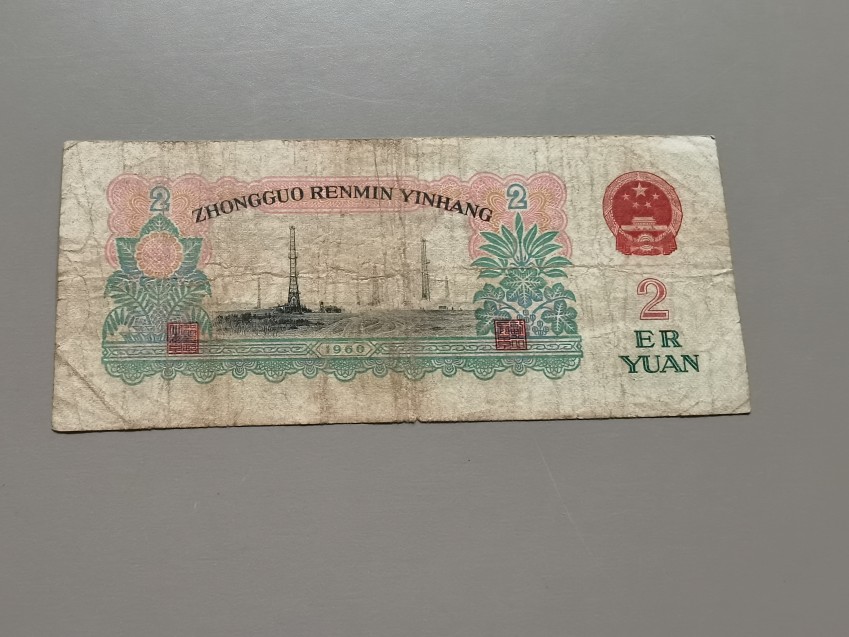 2
2
ZHONGGUO RENMIN YINHANG
1960
2
ER
YUAN